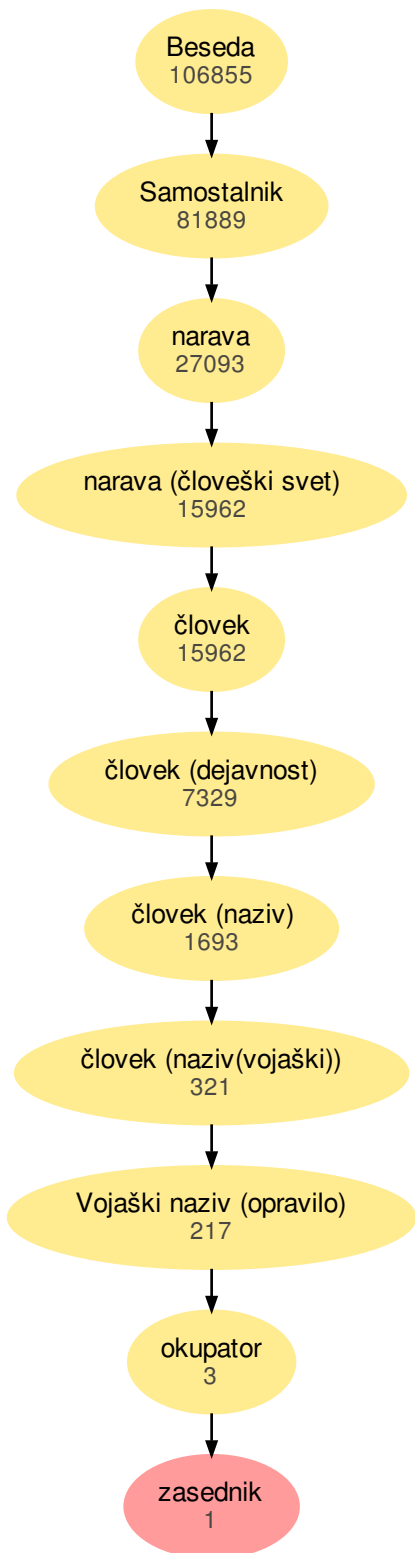 Beseda
106855
Samostalnik
81889
narava
27093
narava (človeški svet)
15962
človek
15962
človek (dejavnost)
7329
človek (naziv)
1693
človek (naziv(vojaški))
321
Vojaški naziv (opravilo)
217
okupator
3
zasednik
1